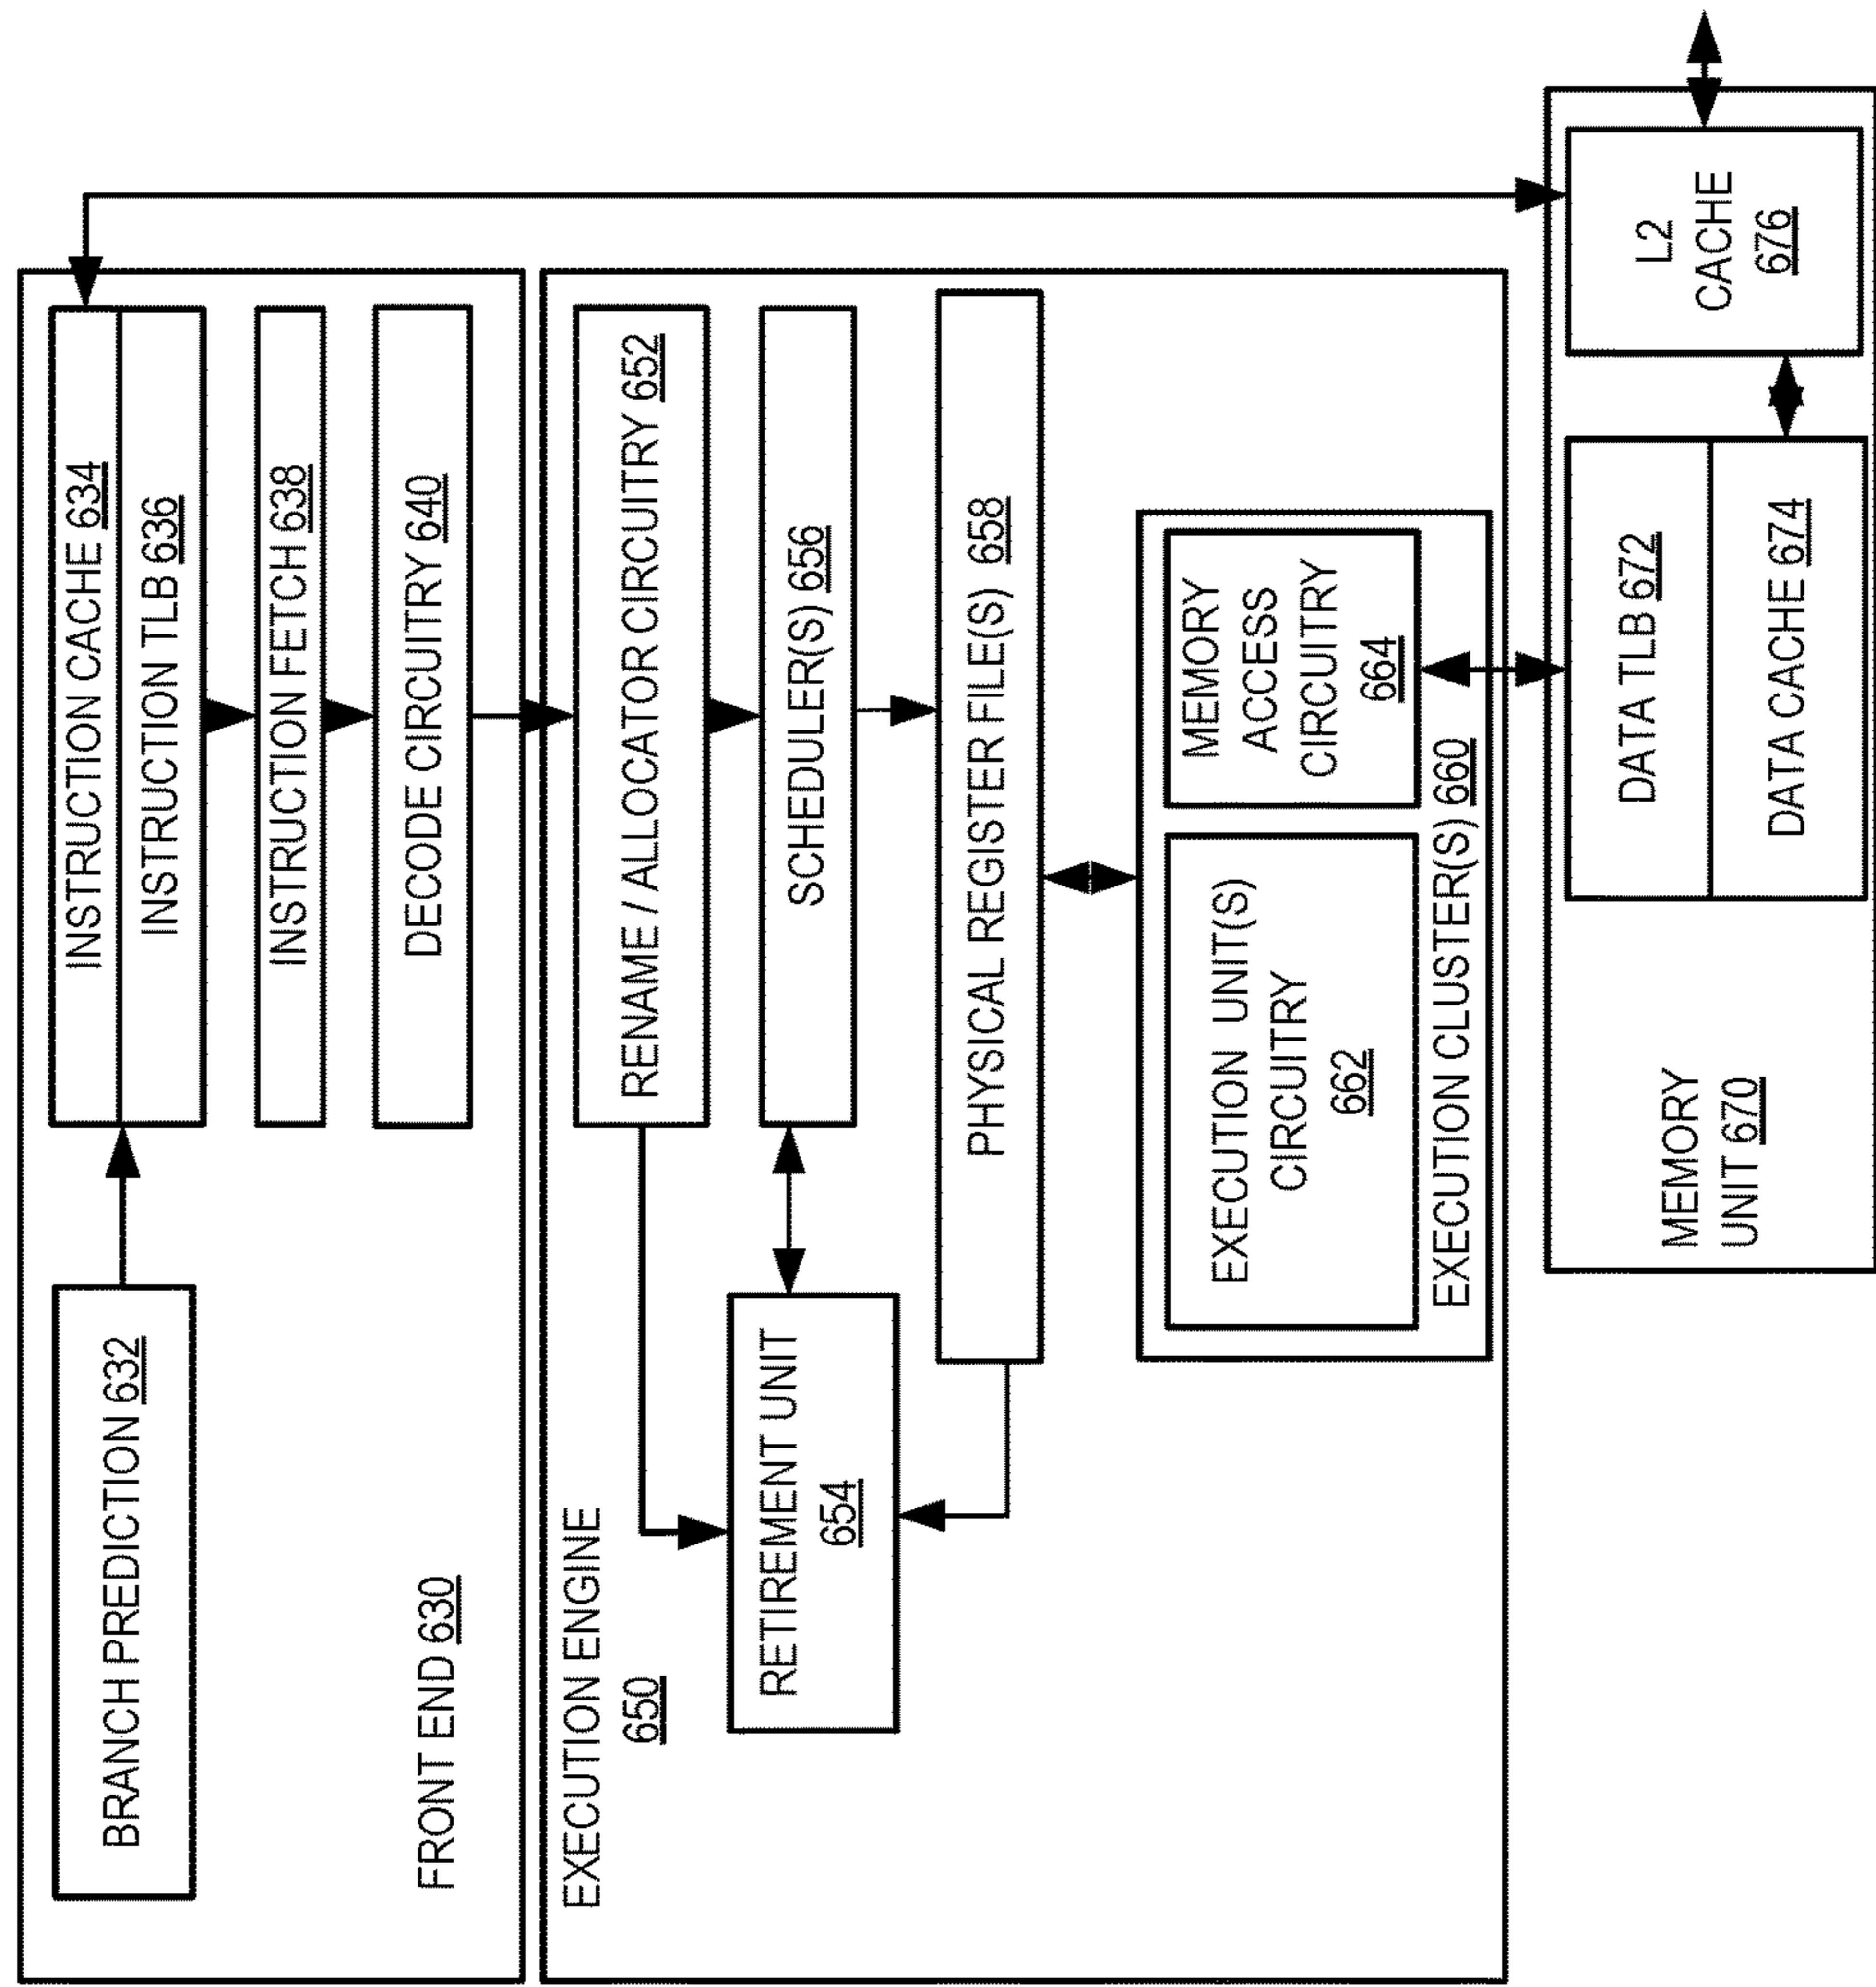 BRANCH PREDICTION 632
INSTRUCTION CACHE 634
INSTRUCTION TLB 636
INSTRUCTION FETCH 638
DECODE CIRCUITRY 640
FRONT END 630
EXECUTION ENGINE
650
RENAME / ALLOCATOR CIRCUITRY 652
RETIREMENT UNIT
654
SCHEDULER(S) 656
PHYSICAL REGISTER FILE(S) 658
EXECUTION UNIT(S)
CIRCUITRY
662
MEMORY
ACCESS
CIRCUITRY
664
EXECUTION CLUSTER(S) 660
MEMORY
UNIT 670
DATA TLB 672
DATA CACHE 674
L2
CACHE
676